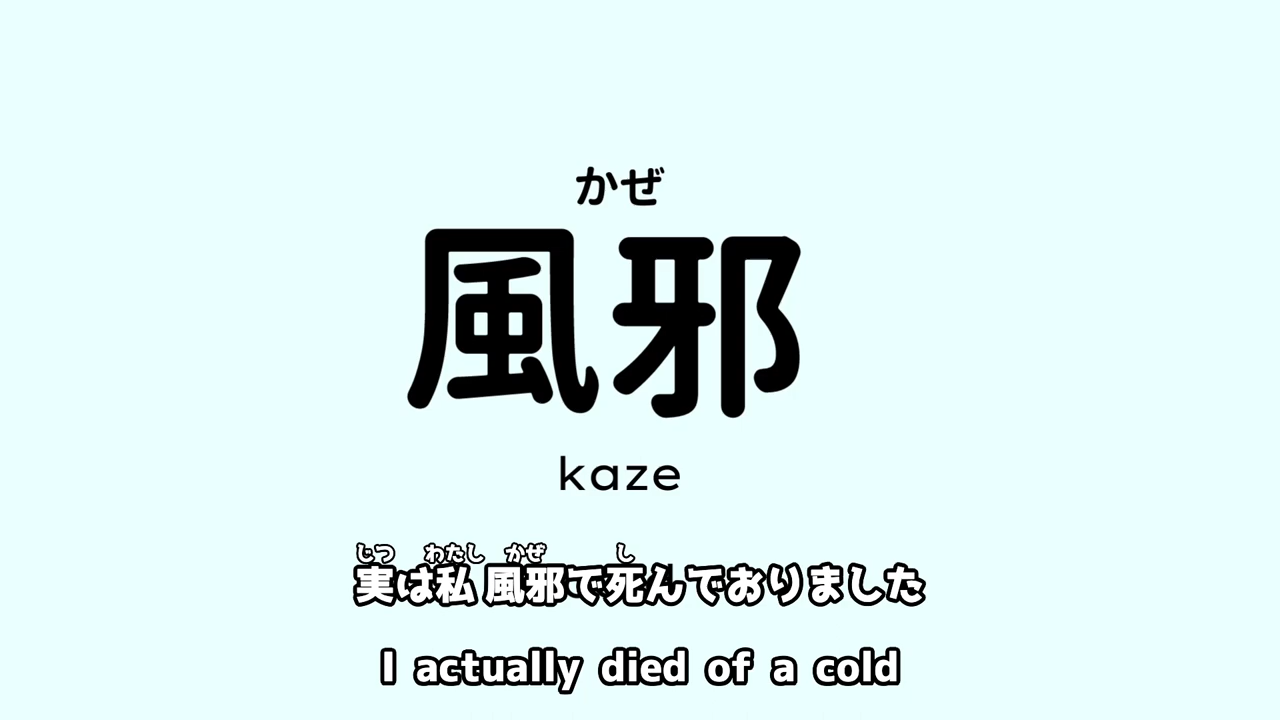 かぜ
風邪
kaze
じつ わたし かぜ し
実は私 風邪で死んでおりました
I actually died of a cold